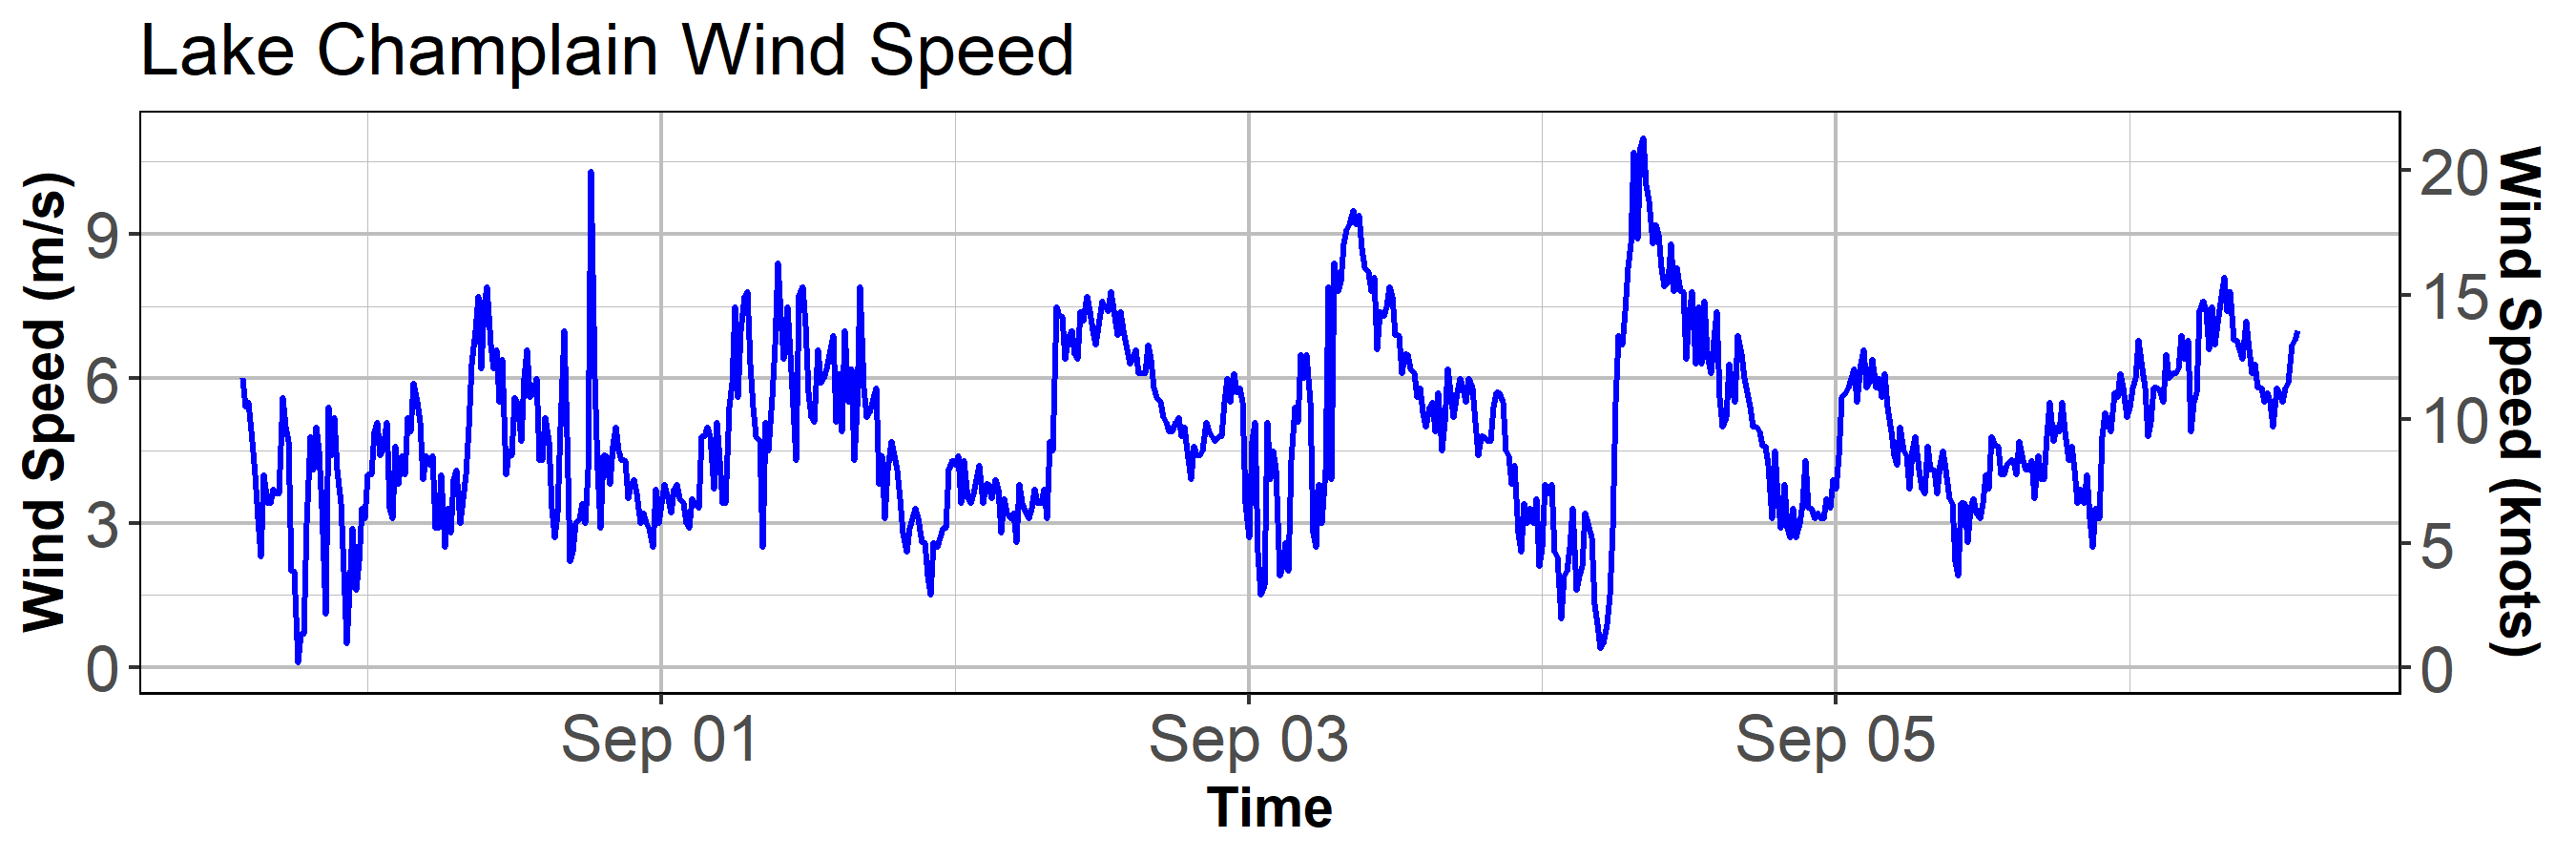 Lake Champlain Wind Speed
Wind Speed (m/s)
9
6
3
0
20
15
10
5
0
Wind Speed (knots)
Sep 01
Sep 03
Sep 05
Time